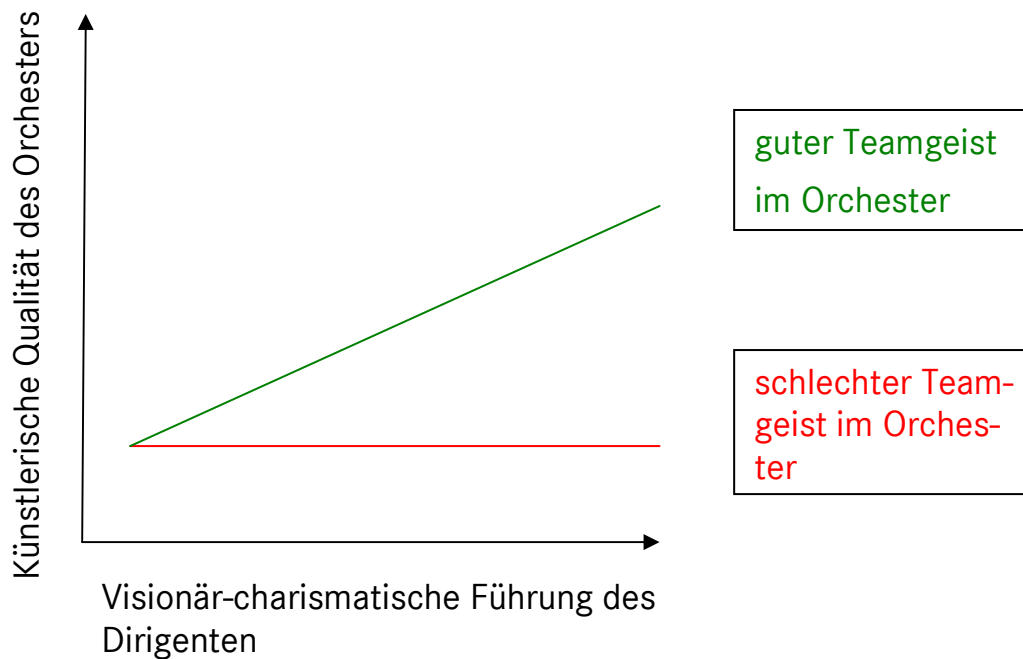 Künstlerische Qualität des Orchesters
guter Teamgeist
im Orchester
schlechter Team-
geist im Orches-
ter
Visionär-charismatische Führung des
Dirigenten